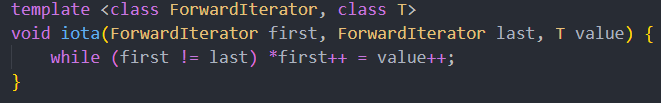 template <class ForwardIterator, class T>
void iota(ForwardIterator first, ForwardIterator last, T value) {
    while (first != last) *first++ = value++;
}